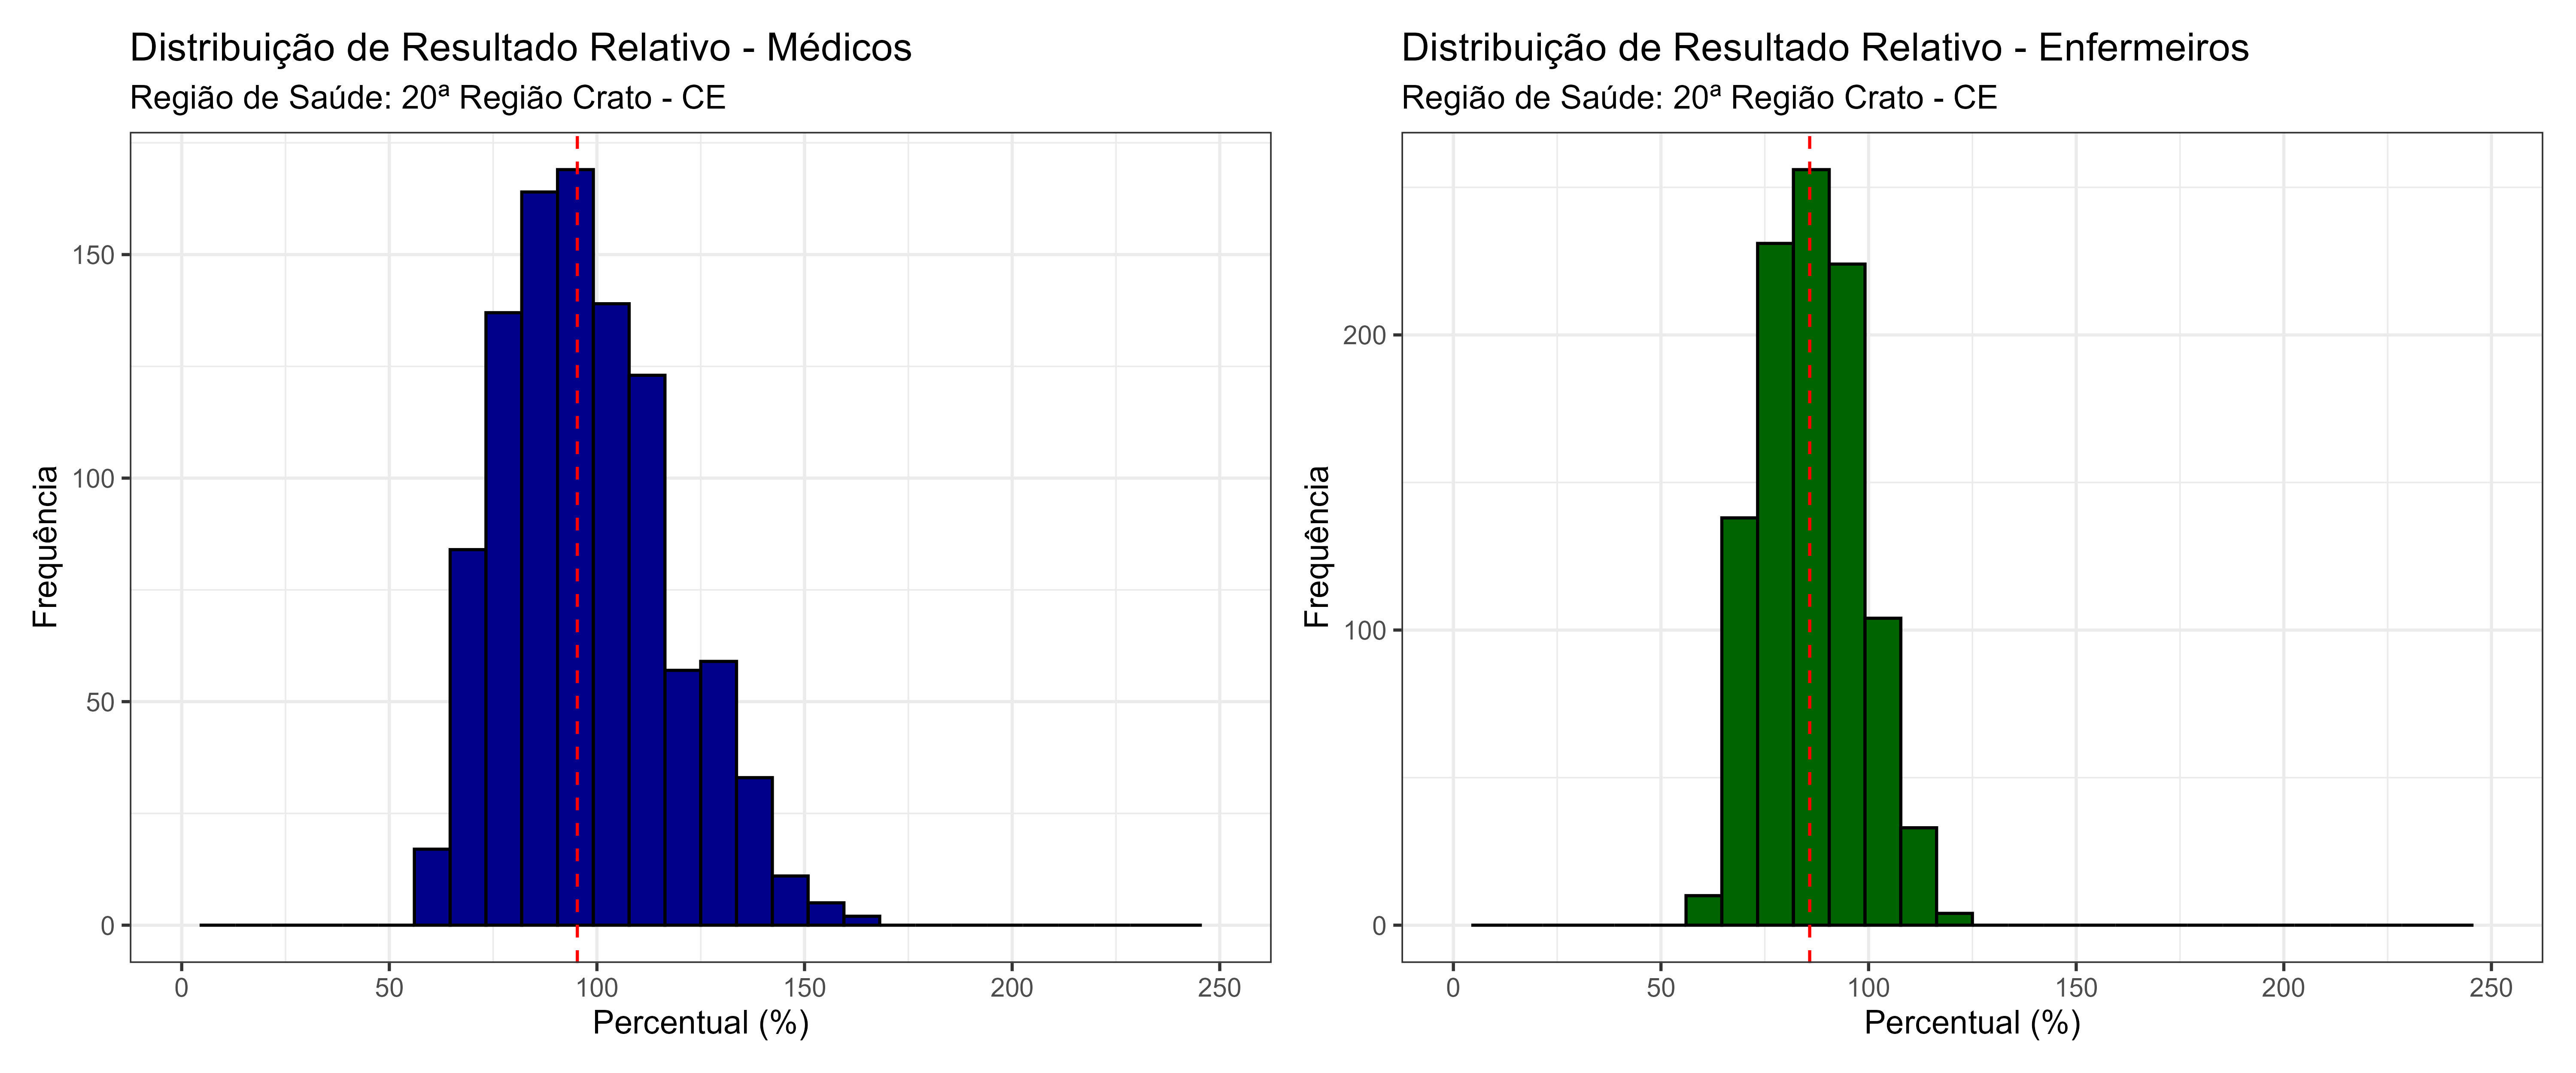 Distribuição de Resultado Relativo - Médicos
Região de Saúde: 20ª Região Crato - CE
Frequência
150
100
50
0
0 50 100 150 200 250
Percentual (%)
Distribuição de Resultado Relativo - Enfermeiros
Região de Saúde: 20ª Região Crato - CE
Frequência
200
100
0
0 50 100 150 200 250
Percentual (%)